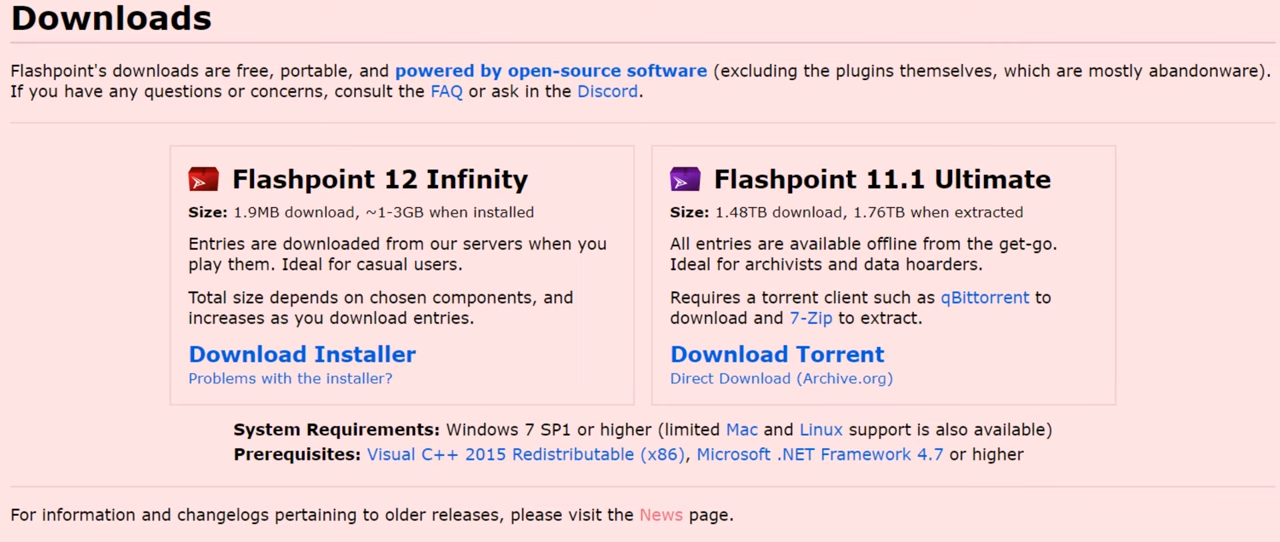 Downloads
Flashpoint's downloads are free, portable, and powered by open-source software (excluding the plugins themselves, which are mostly abandonware).
If you have any questions or concerns, consult the FAQ or ask in the Discord.
Flashpoint 12 Infinity
Size: 1.9MB download, ~1-3GB when installed
Entries are downloaded from our servers when you
play them. Ideal for casual users.
Total size depends on chosen components, and
increases as you download entries.
Download Installer
Problems with the installer?
Flashpoint 11.1 Ultimate
Size: 1.48TB download, 1.76TB when extracted
All entries are available offline from the get-go.
Ideal for archivists and data hoarders.
Requires a torrent client such as qBittorrent to
download and 7-Zip to extract.
Download Torrent
Direct Download (Archive.org)
System Requirements: Windows 7 SP1 or higher (limited Mac and Linux support is also available)
Prerequisites: Visual C++ 2015 Redistributable (x86), Microsoft .NET Framework 4.7 or higher
For information and changelogs pertaining to older releases, please visit the News page.